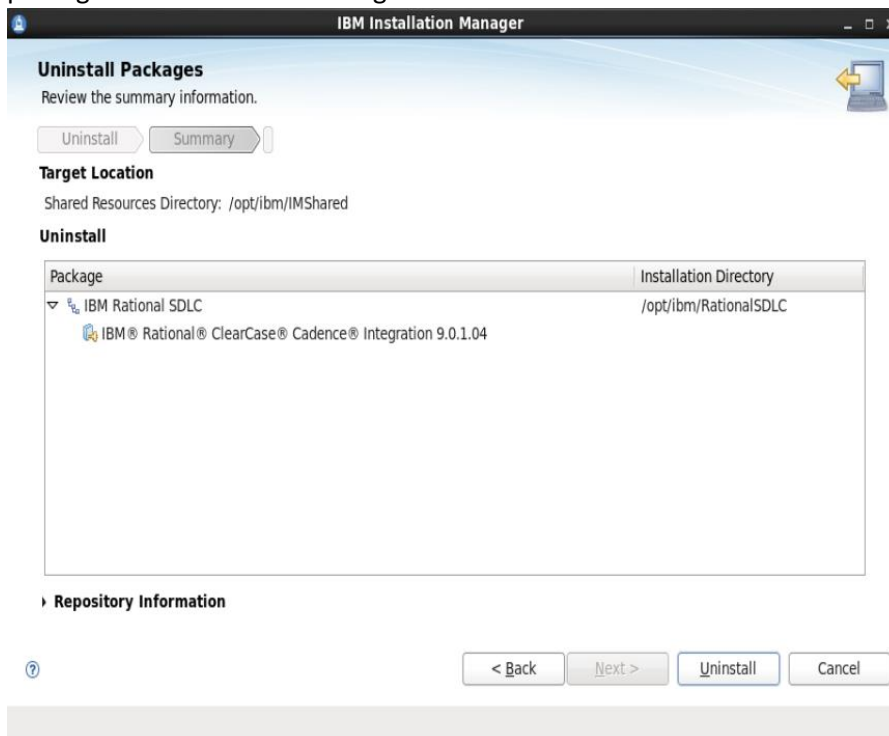 IBM Installation Manager
Uninstall Packages
Review the summary information.
Uninstall Summary
Target Location
Shared Resources Directory: /opt/ibm/IMShared
Uninstall
Package Installation Directory
IBM Rational SDLC /opt/ibm/RationalSDLC
IBM® Rational® ClearCase® Cadence® Integration 9.0.1.04
Repository Information
< Back Next > Uninstall Cancel